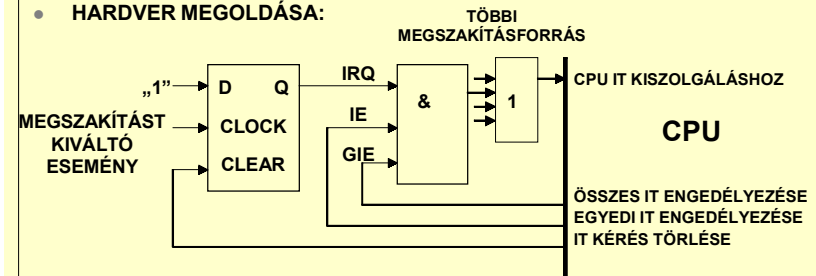 ● HARDVER MEGOLDÁSA:
TÖBBI
MEGSZAKÍTÁSFORRÁS
„1”
D Q
IRQ
&
1
CPU IT KISZOLGÁLÁSHOZ
MEGSZAKÍTÁST
KIVÁLTÓ
ESEMÉNY
CLOCK
IE
CPU
CLEAR
GIE
ÖSSZES IT ENGEDÉLYEZÉSE
EGYEDI IT ENGEDÉLYEZÉSE
IT KÉRÉS TÖRLÉSE